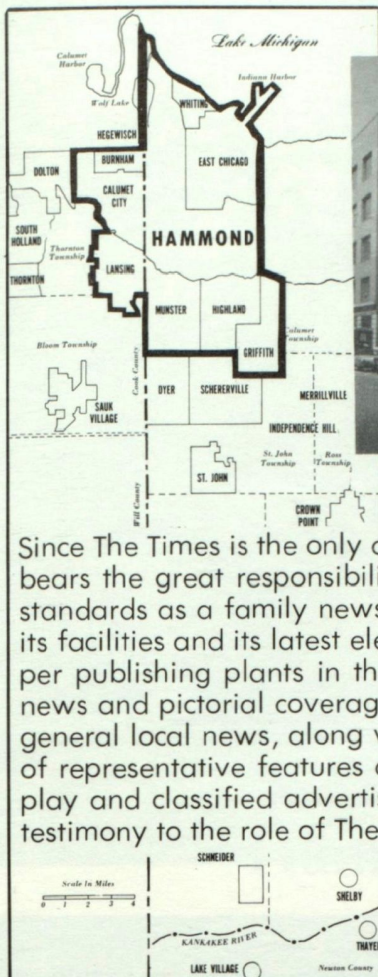 Lake Michigan
Calumet
Harbor
Indiana Harbor
Wolf Lake
WHITING
HEGEWISCH
BURNHAM
EAST CHICAGO
DOLTON
CALUMET
CITY
SOUTH
HOLLAND
HAMMOND
Thornton
Township
LANSING
THORNTON
MUNSTER
HIGHLAND
Calumet
Township
Bloom Township
GRIFFITH
Cook County
DYER
SCHERERVILLE
MERRILLVILLE
SAUK
VILLAGE
INDEPENDENCE HILL
St. John
Township
Ross
Township
ST. JOHN
Will County
CROWN
POINT
Since The Times is the only
bears the great responsibili
standards as a family news
its facilities and its latest ele
per publishing plants in th
news and pictorial coverag
general local news, along
of representative features
play and classified adverti
testimony to the role of The
SCHNEIDER
Scale In Miles
0 1 2 3 4
SHELBY
KANKAKEE RIVER
THAYE
LAKE VILLAGE
Newton County